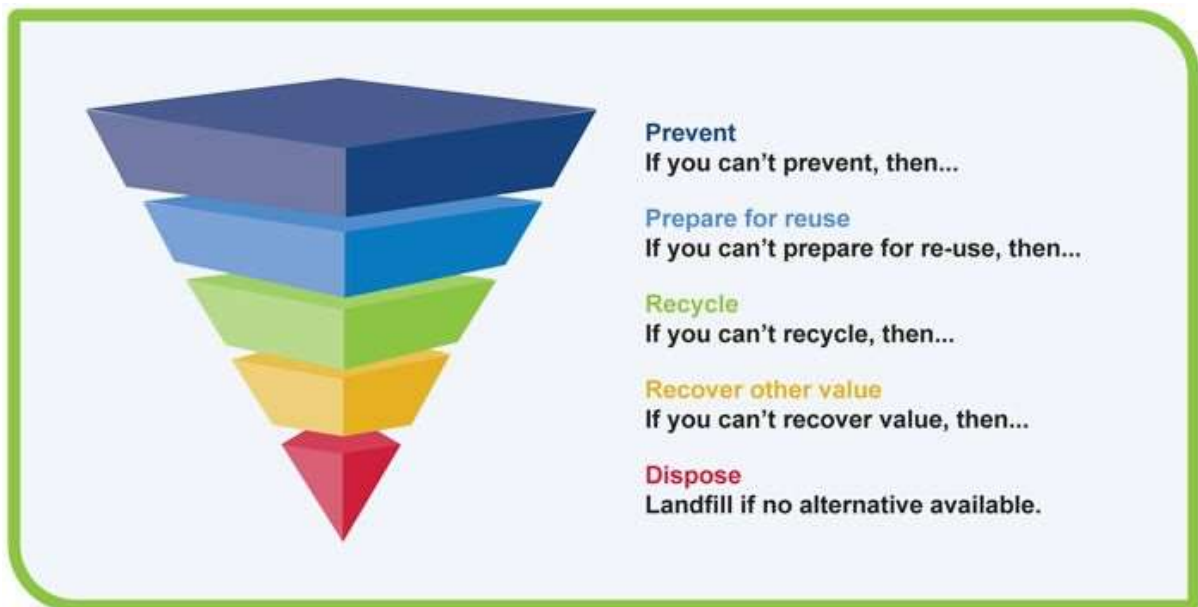 Prevent
If you can’t prevent, then...
Prepare for reuse
If you can’t prepare for re-use, then...
Recycle
If you can’t recycle, then...
Recover other value
If you can’t recover value, then...
Dispose
Landfill if no alternative available.